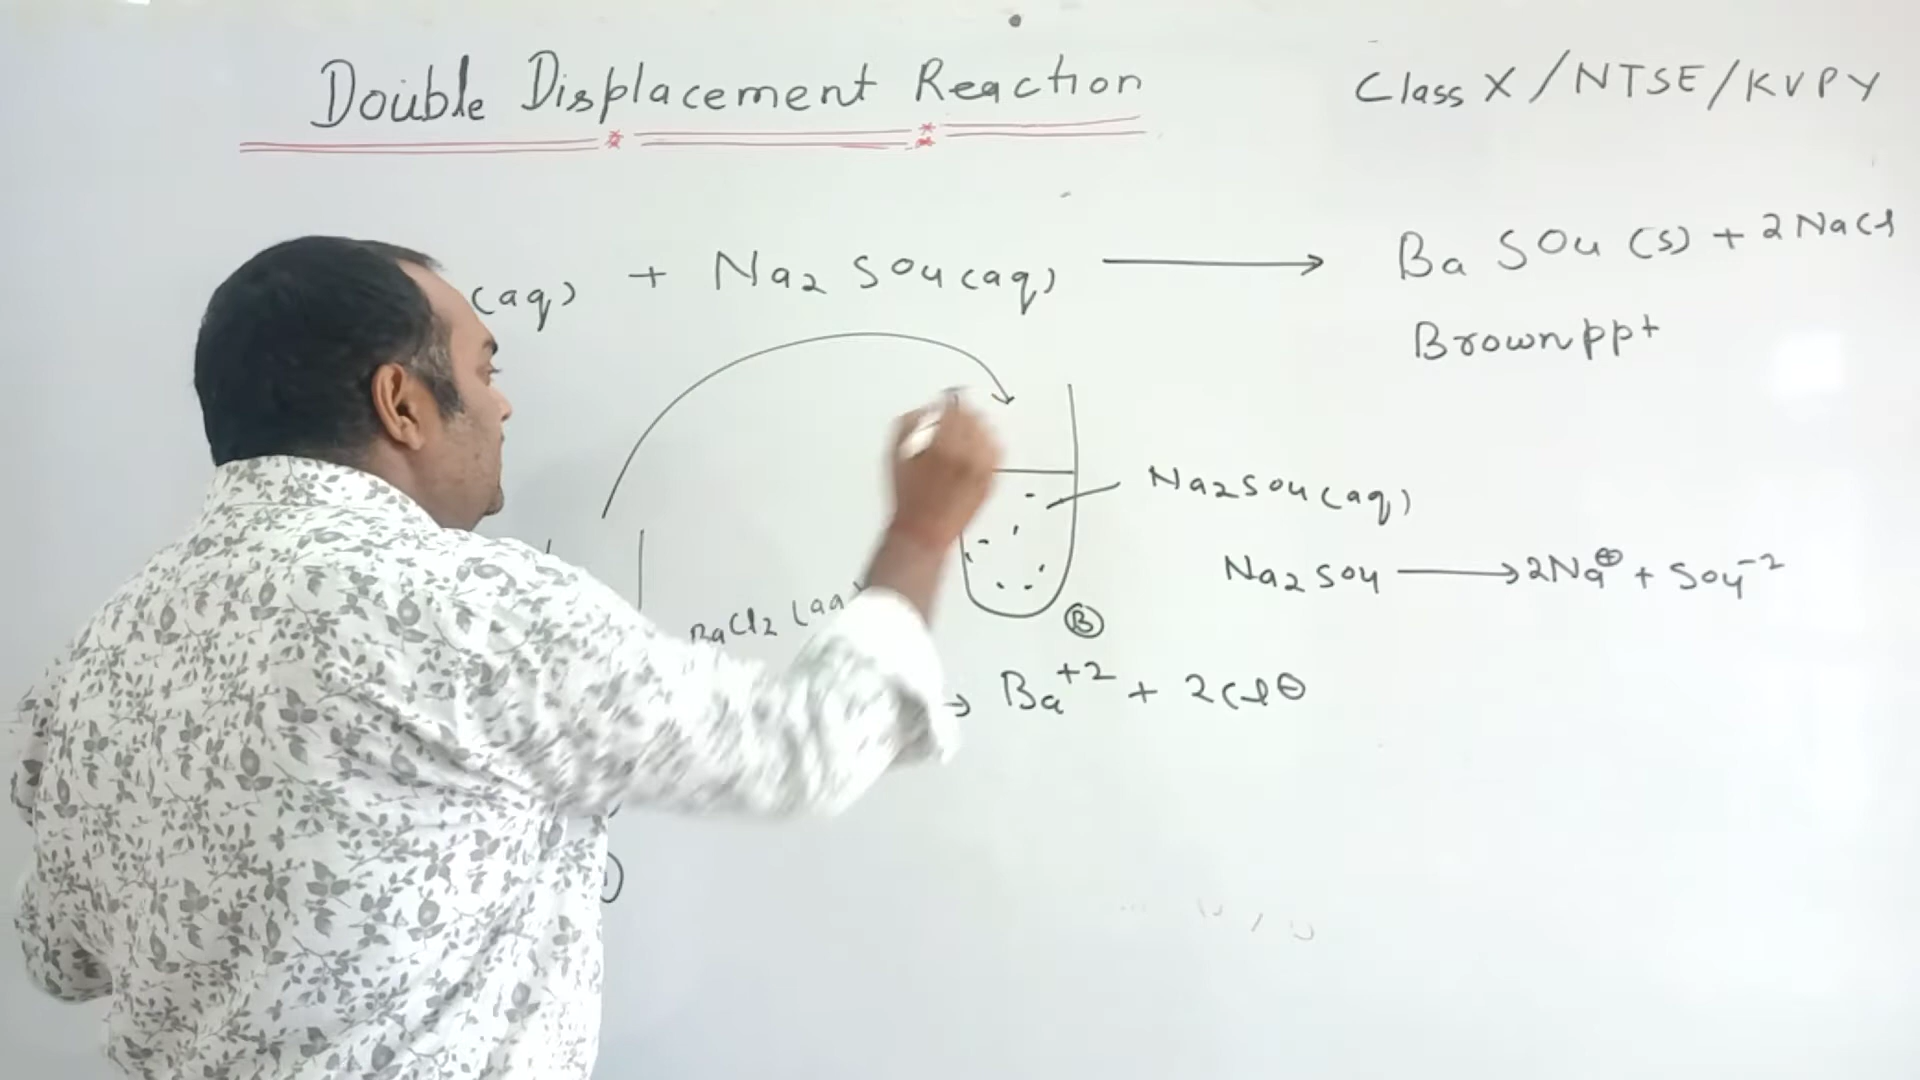 Double Displacement Reaction
Class X / NTSE / KVPY
(aq) + Na2 SO4 (aq) ⟶ Ba SO4 (s) + 2NaCl
Brown ppt
Na2SO4 (aq)
Na2SO4 ⟶ 2Na⊕ + SO4⁻²
BaCl2 (aq
B
→ Ba⁺² + 2Cl⊖